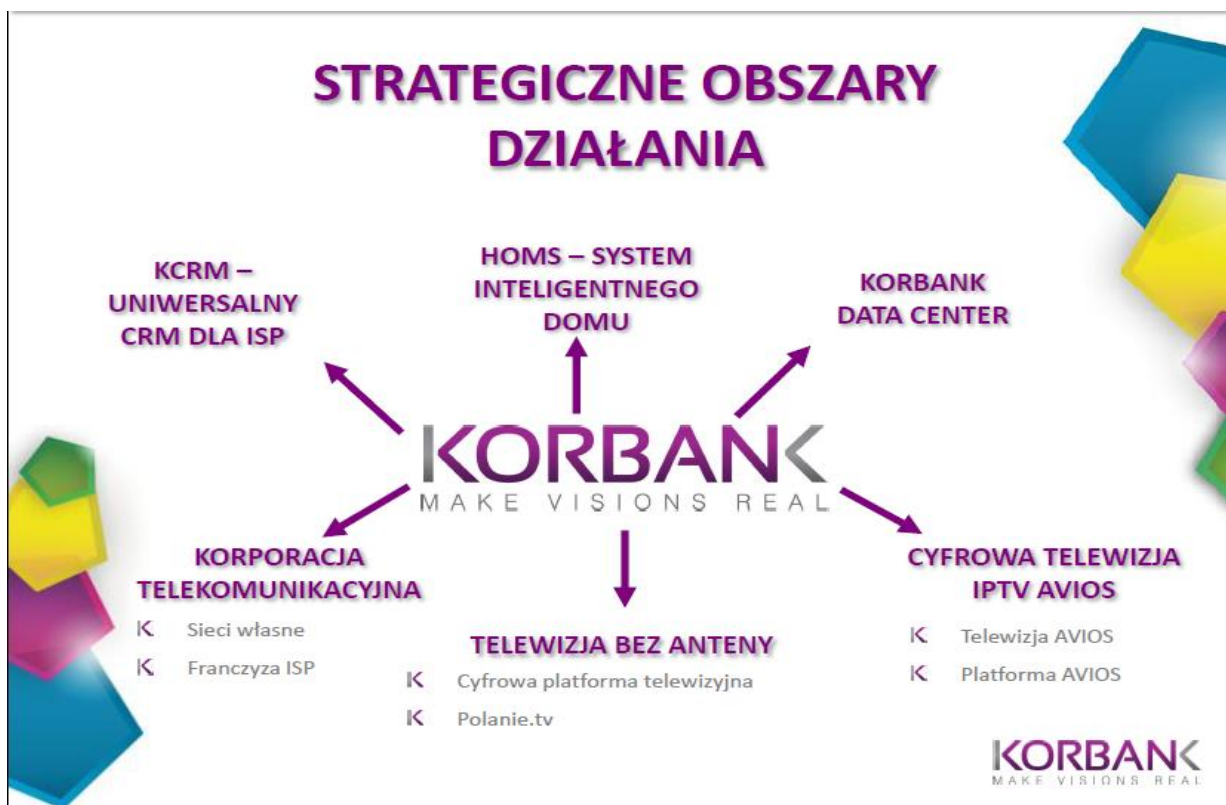 STRATEGICZNE OBSZARY
DZIAŁANIA
KCRM –
UNIWERSALNY
CRM DLA ISP
HOMS – SYSTEM
INTELIGENTNEGO
DOMU
KORBANK
DATA CENTER
KORBANK
MAKE VISIONS REAL
KORPORACJA
TELEKOMUNIKACYJNA
K Sieci własne
K Franczyza ISP
TELEWIZJA BEZ ANTENY
K Cyfrowa platforma telewizyjna
K Polanie.tv
CYFROWA TELEWIZJA
IPTV AVIOS
K Telewizja AVIOS
K Platforma AVIOS
KORBANK
MAKE VISIONS REAL